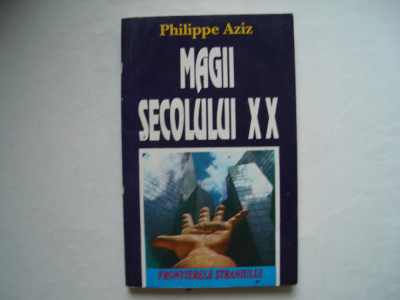 Philippe Aziz
MAGII
SECOLULUI XX
FRONTIERELE STRANIULUI